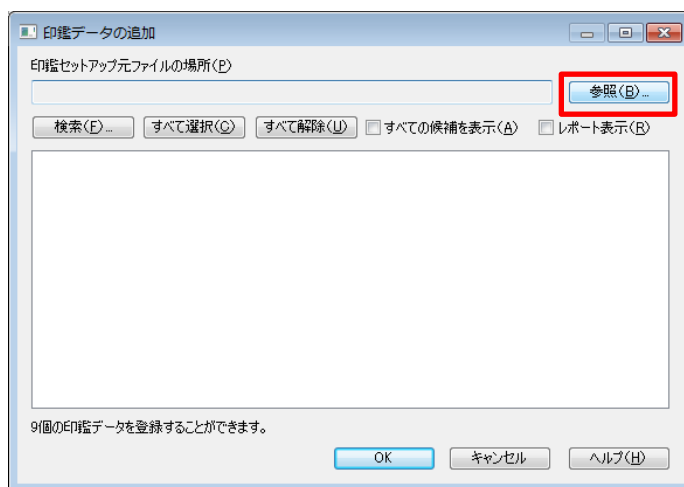 印鑑データの追加
印鑑セットアップ元ファイルの場所(P)
参照(B)...
検索(F)... すべて選択(C) すべて解除(U) すべての候補を表示(A) レポート表示(R)
9個の印鑑データを登録することができます。
OK キャンセル ヘルプ(H)